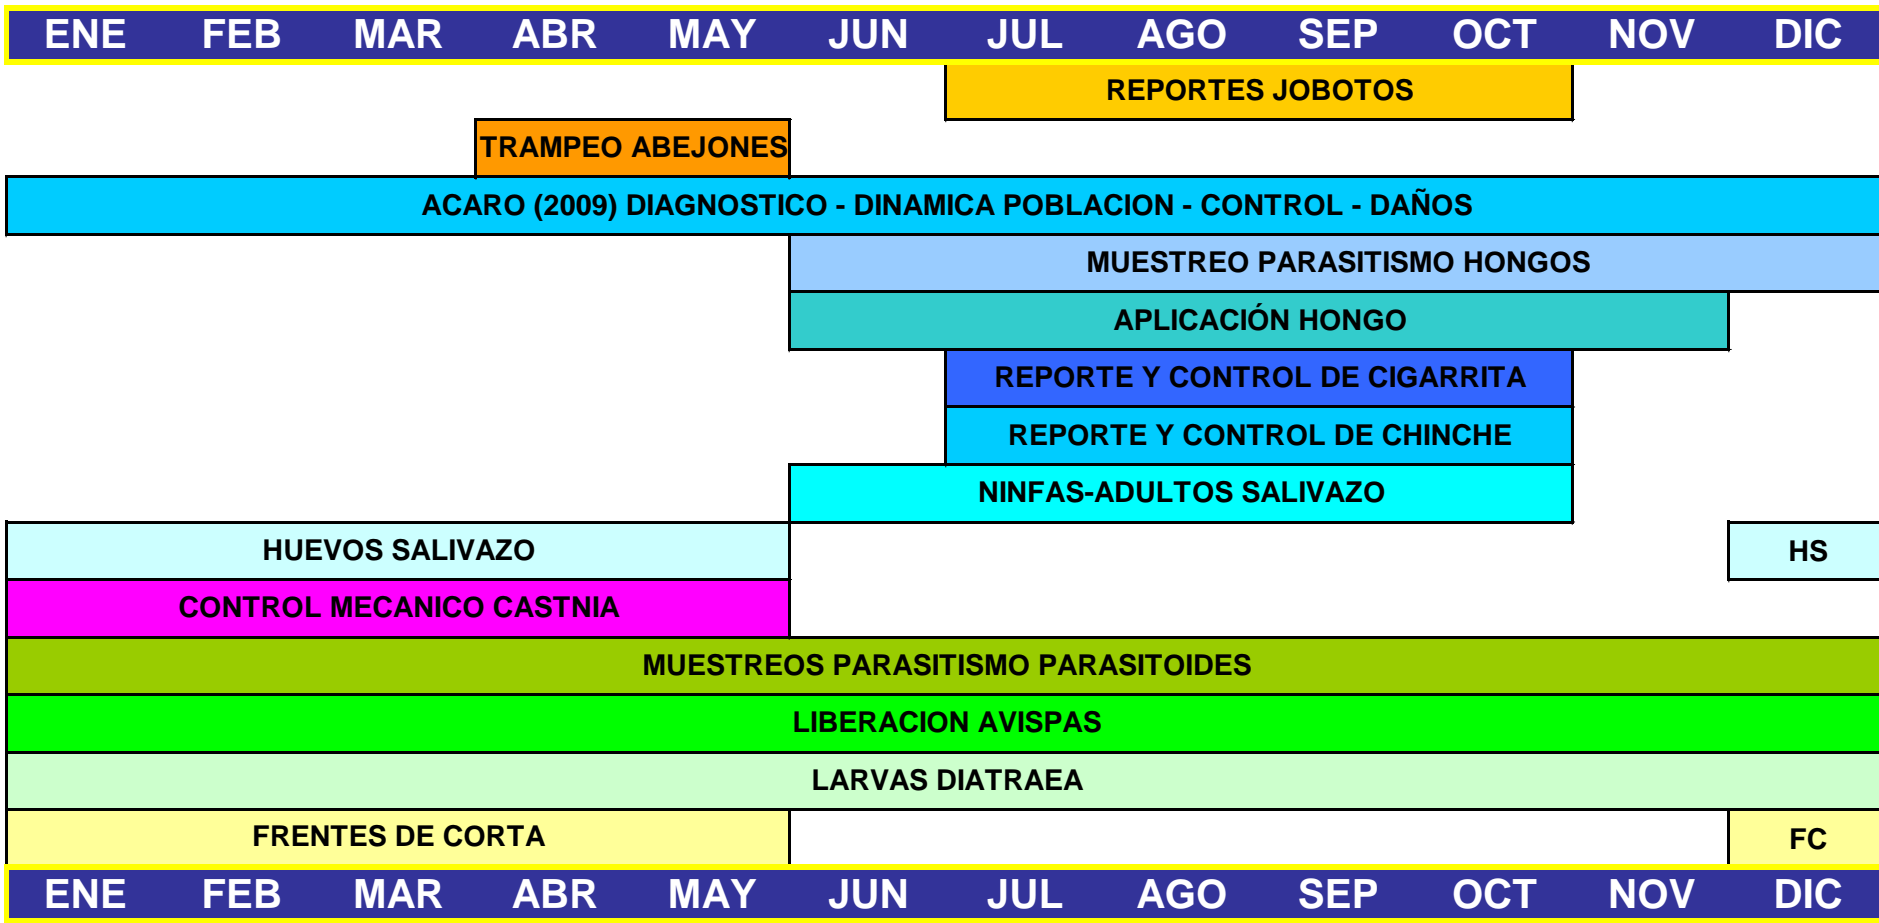 ENE FEB MAR ABR MAY JUN JUL AGO SEP OCT NOV DIC
REPORTES JOBOTOS
TRAMPEO ABEJONES
ACARO (2009) DIAGNOSTICO - DINAMICA POBLACION - CONTROL - DAÑOS
MUESTREO PARASITISMO HONGOS
APLICACIÓN HONGO
REPORTE Y CONTROL DE CIGARRITA
REPORTE Y CONTROL DE CHINCHE
NINFAS-ADULTOS SALIVAZO
HUEVOS SALIVAZO HS
CONTROL MECANICO CASTNIA
MUESTREOS PARASITISMO PARASITOIDES
LIBERACION AVISPAS
LARVAS DIATRAEA
FRENTES DE CORTA FC
ENE FEB MAR ABR MAY JUN JUL AGO SEP OCT NOV DIC